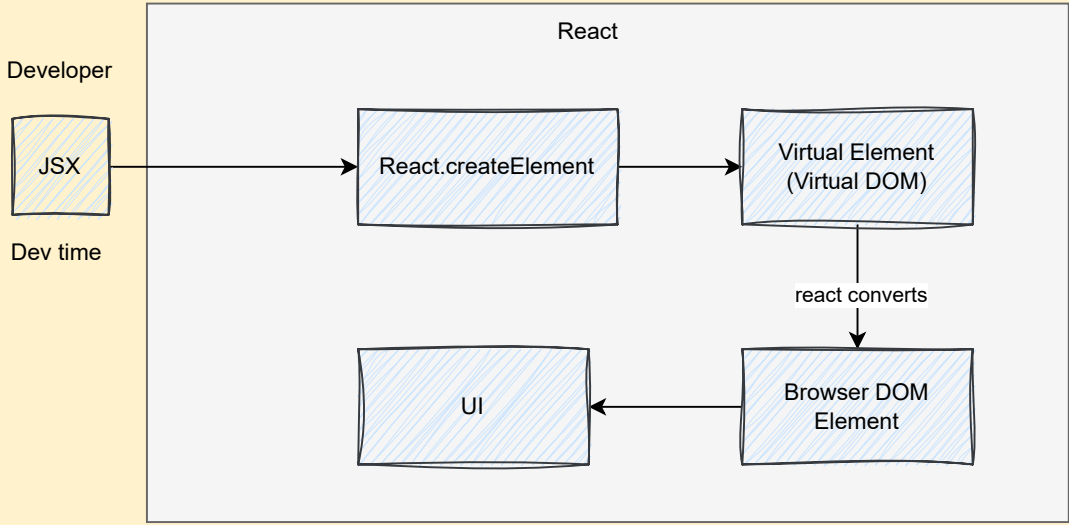 React
Developer
JSX
Dev time
React.createElement
Virtual Element
(Virtual DOM)
react converts
Browser DOM
Element
UI